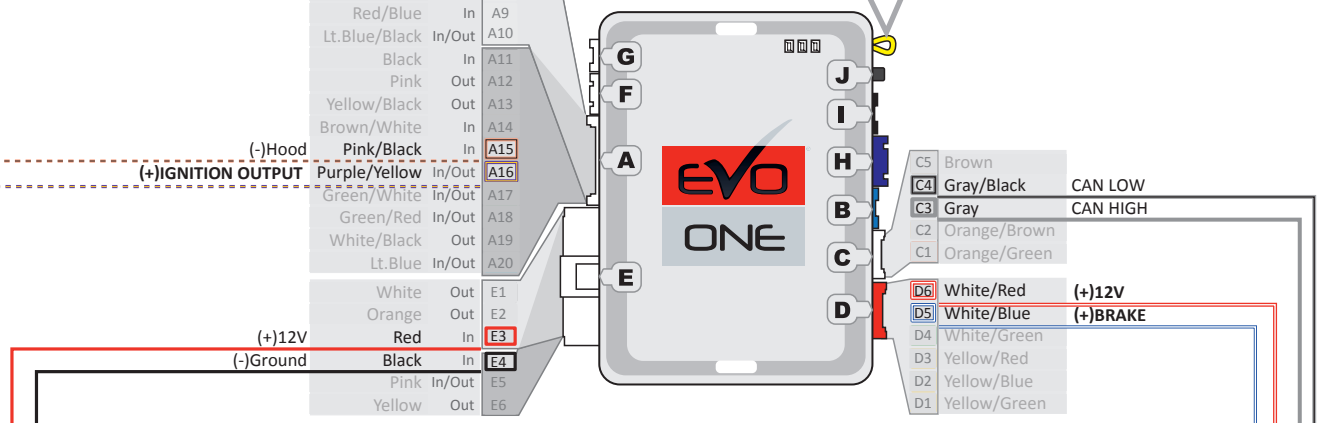 Red/Blue In A9
Lt.Blue/Black In/Out A10
Black In A11
Pink Out A12
Yellow/Black Out A13
Brown/White In A14
(-)Hood Pink/Black In A15
(+)IGNITION OUTPUT Purple/Yellow In/Out A16
Green/White In/Out A17
Green/Red In/Out A18
White/Black Out A19
Lt.Blue In/Out A20
White Out E1
Orange Out E2
(+)12V Red In E3
(-)Ground Black In E4
Pink In/Out E5
Yellow Out E6
G
F
A
E
EVO
ONE
J
I
H
B
C
D
C5 Brown
C4 Gray/Black CAN LOW
C3 Gray CAN HIGH
C2 Orange/Brown
C1 Orange/Green
D6 White/Red (+)12V
D5 White/Blue (+)BRAKE
D4 White/Green
D3 Yellow/Red
D2 Yellow/Blue
D1 Yellow/Green